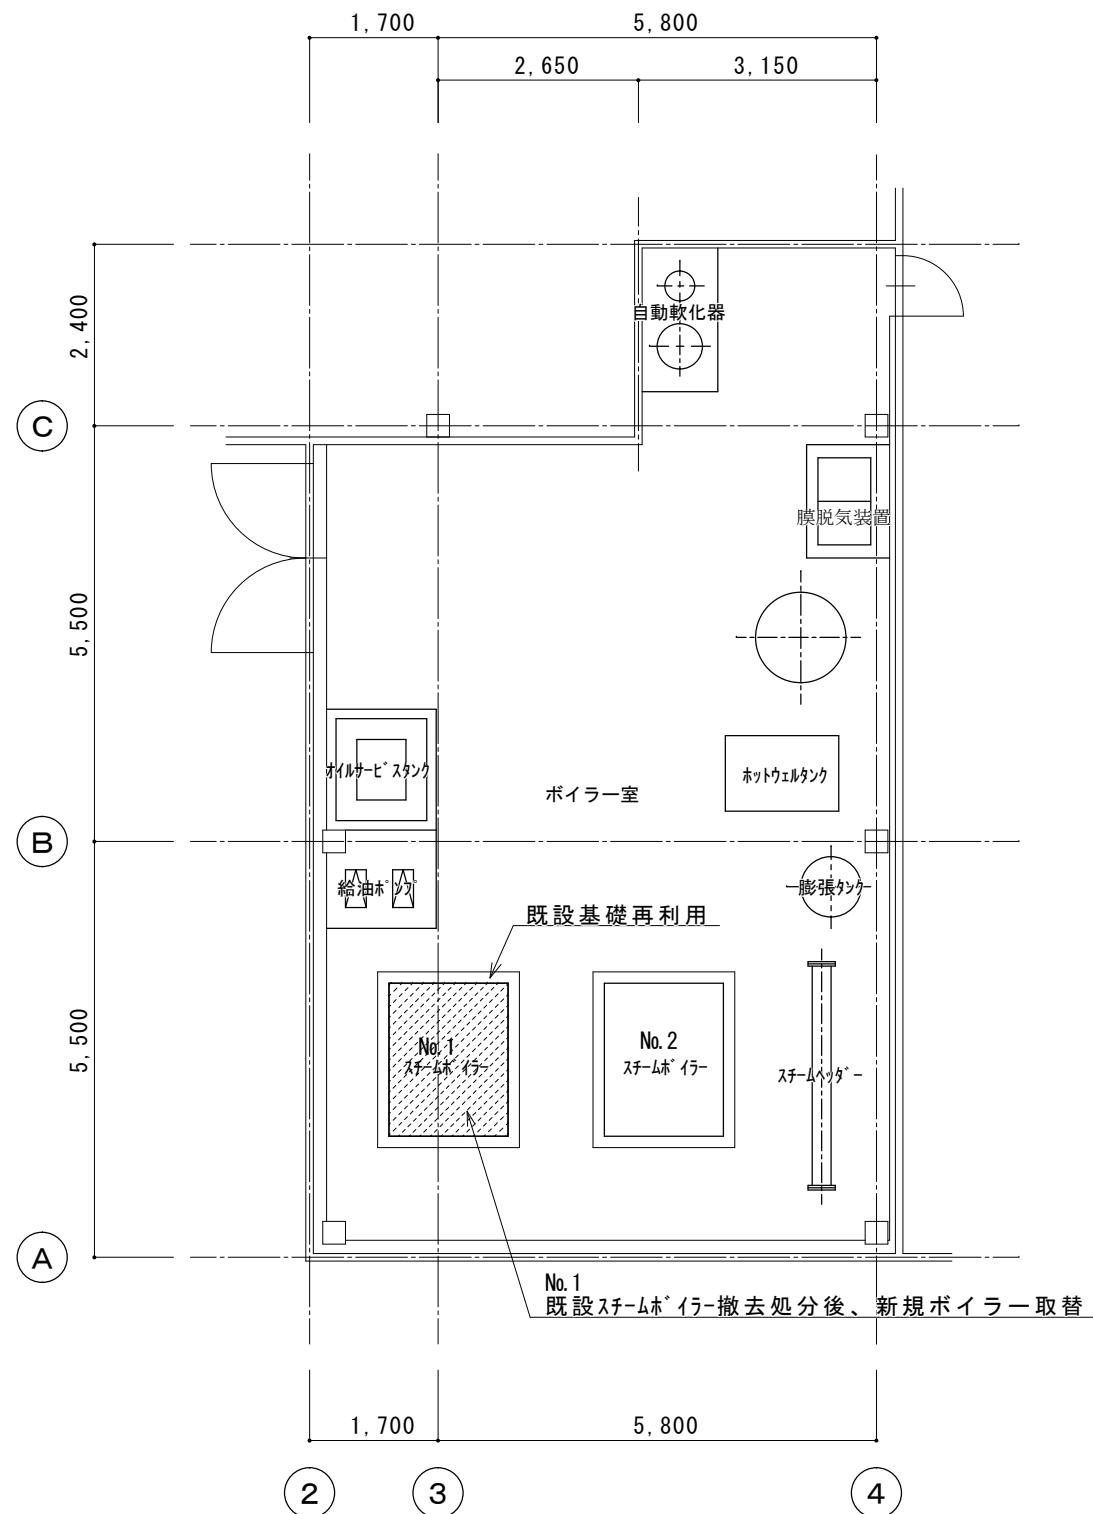 1,700
5,800
2,650
3,150
2,400
自動軟化器
C
膜脱気装置
5,500
オイルサービスタンク
ホットウェルタンク
ボイラー室
B
給油ポンプ
膨張タンク
既設基礎再利用
5,500
No.1
スチームボイラー
No.2
スチームボイラー
スチームヘッダー
A
No.1
既設スチームボイラー撤去処分後、新規ボイラー取替
1,700
5,800
2
3
4